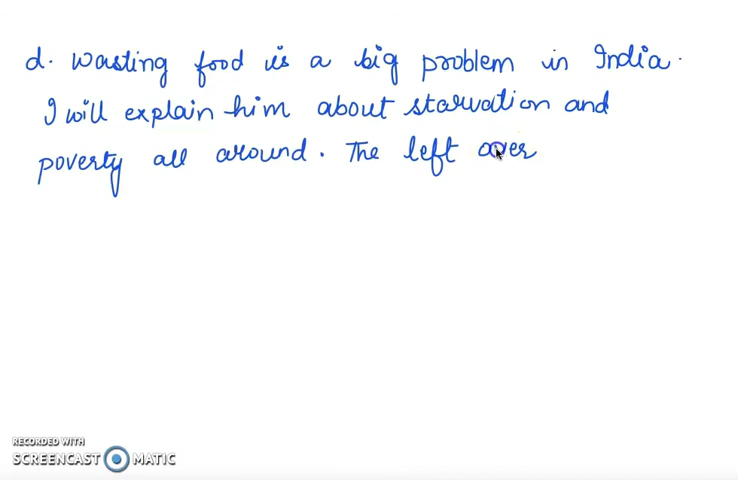 d. Wasting food is a big problem in India.
I will explain him about starvation and
poverty all around. The left over
RECORDED WITH
SCREENCAST MATIC